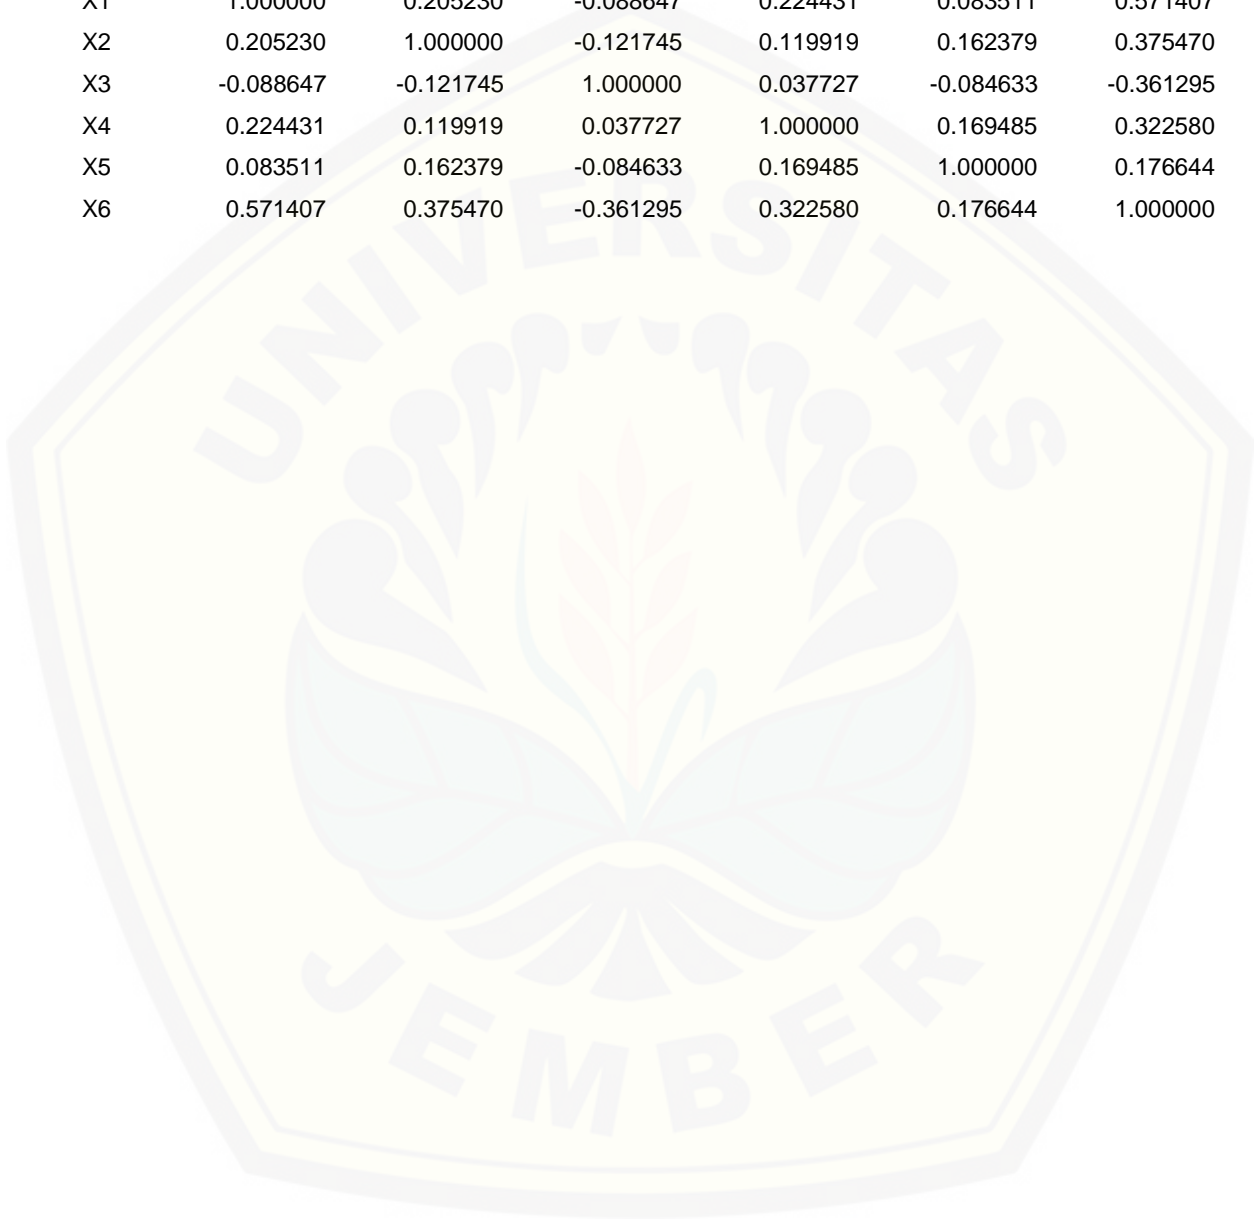 X1 1.000000 0.205230 -0.088647 0.224431 0.083511 0.571407
X2 0.205230 1.000000 -0.121745 0.119919 0.162379 0.375470
X3 -0.088647 -0.121745 1.000000 0.037727 -0.084633 -0.361295
X4 0.224431 0.119919 0.037727 1.000000 0.169485 0.322580
X5 0.083511 0.162379 -0.084633 0.169485 1.000000 0.176644
X6 0.571407 0.375470 -0.361295 0.322580 0.176644 1.000000
UNIVERSITAS
JEMBER